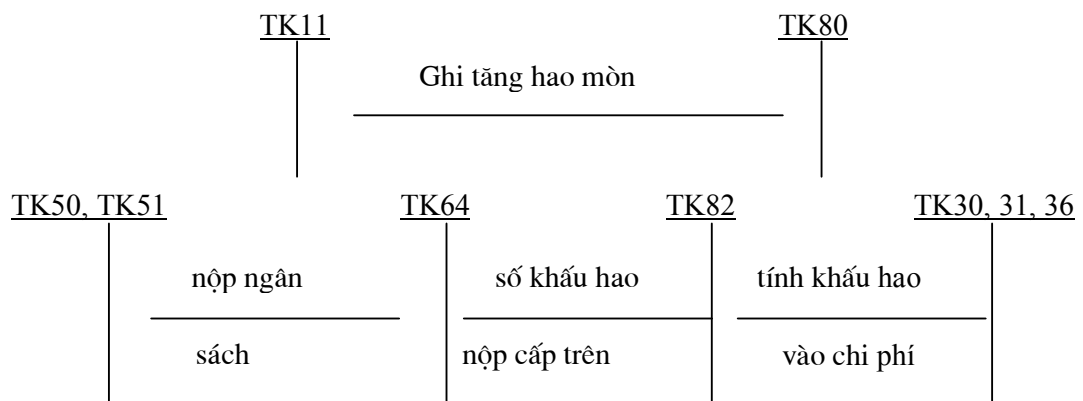 TK11 TK80
Ghi tăng hao mòn
TK50, TK51 TK64 TK82 TK30, 31, 36
nộp ngân số khấu hao tính khấu hao
sách nộp cấp trên vào chi phí